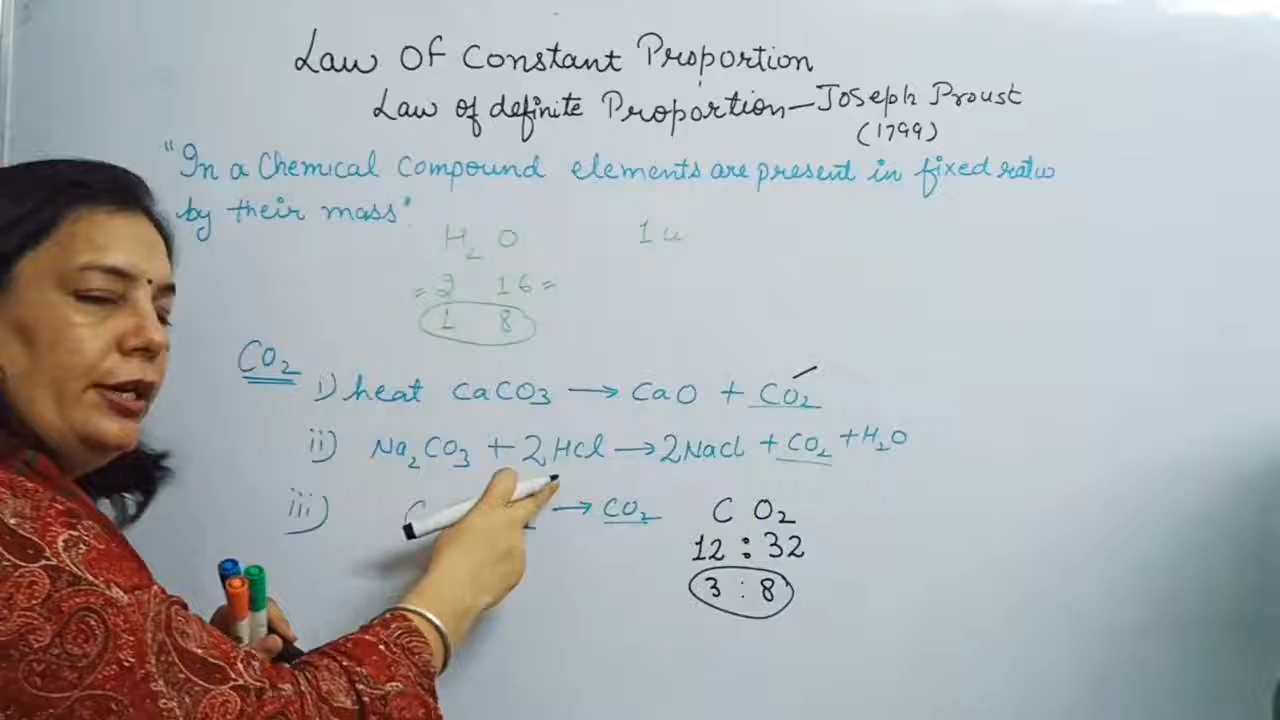 Law Of Constant Proportion
Law of definite Proportion — Joseph Proust
(1799)
"In a Chemical Compound elements are present in fixed ratio
by their mass"
H₂ O 1 u
= 2 16 =
1 8
CO₂
i) heat CaCO₃ → CaO + CO₂
ii) Na₂CO₃ + 2HCl → 2NaCl + CO₂ + H₂O
iii) C → CO₂
C O₂
12 : 32
3 : 8